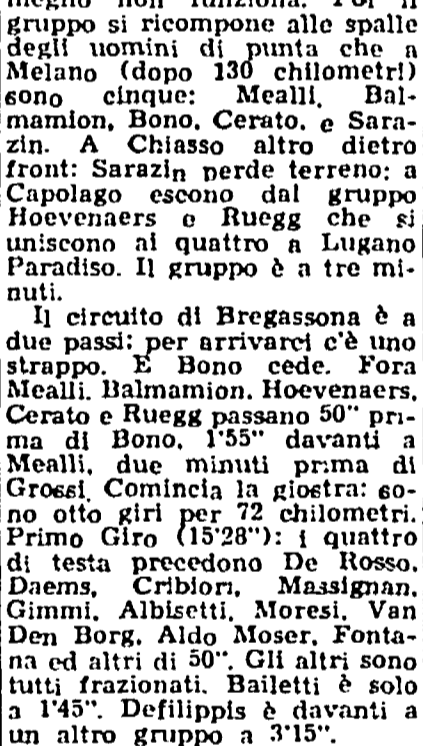 meglio non funziona. Poi il
gruppo si ricompone alle spalle
degli uomini di punta che a
Melano (dopo 130 chilometri)
sono cinque: Mealli, Bal-
mamion, Bono, Cerato, e Sara-
zin. A Chiasso altro dietro
front: Sarazin perde terreno; a
Capolago escono dal gruppo
Hoevenaers e Ruegg che si
uniscono ai quattro a Lugano
Paradiso. Il gruppo è a tre mi-
nuti.
Il circuito di Bregassona è a
due passi: per arrivarci c'è uno
strappo. E Bono cede. Fora
Mealli. Balmamion, Hoevenaers,
Cerato e Ruegg passano 50" pri-
ma di Bono, 1'55" davanti a
Mealli, due minuti prima di
Grossi. Comincia la giostra: so-
no otto giri per 72 chilometri.
Primo Giro (15'28"): i quattro
di testa precedono De Rosso,
Daems, Cribiori, Massignan,
Gimmi, Albisetti, Moresi, Van
Den Borg, Aldo Moser, Fonta-
na ed altri di 50". Gli altri sono
tutti frazionati. Bailetti è solo
a 1'45". Defilippis è davanti a
un altro gruppo a 3'15".